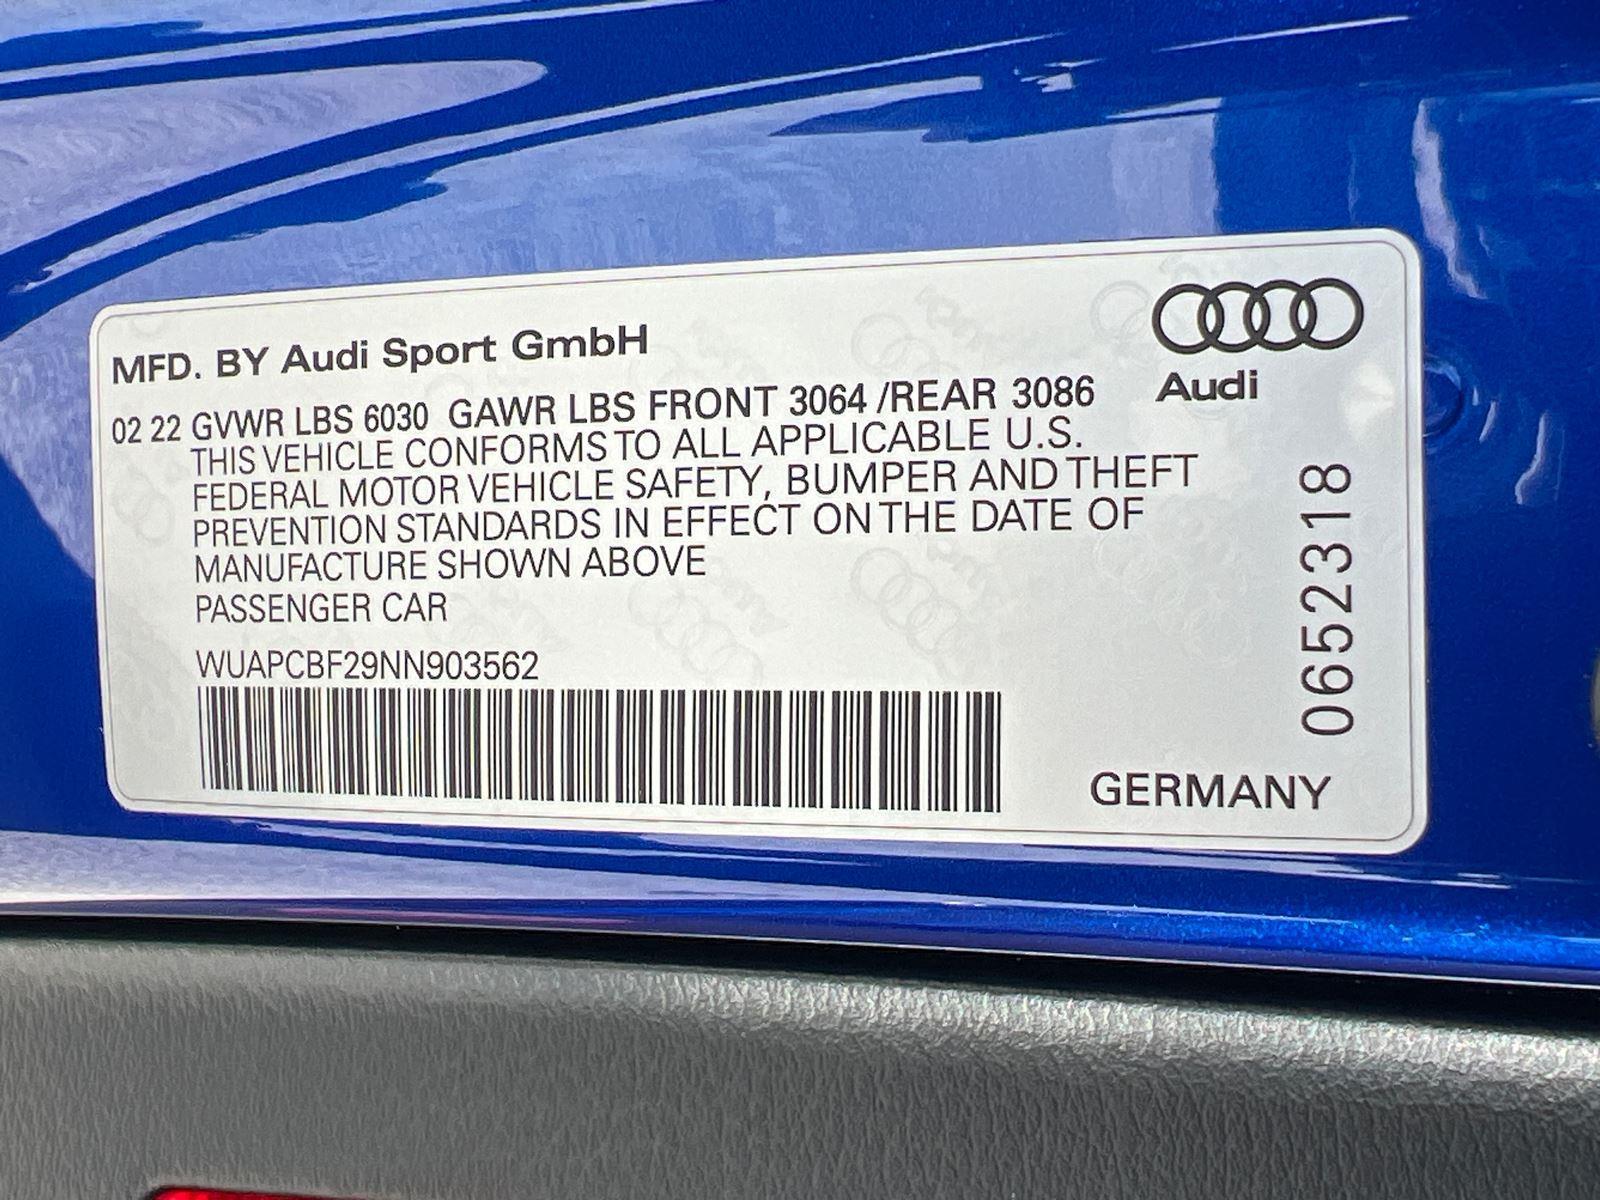 MFD. BY Audi Sport GmbH
Audi
02 22 GVWR LBS 6030 GAWR LBS FRONT 3064 /REAR 3086
THIS VEHICLE CONFORMS TO ALL APPLICABLE U.S.
FEDERAL MOTOR VEHICLE SAFETY, BUMPER AND THEFT
PREVENTION STANDARDS IN EFFECT ON THE DATE OF
MANUFACTURE SHOWN ABOVE
PASSENGER CAR
WUAPCBF29NN903562
0652318
GERMANY